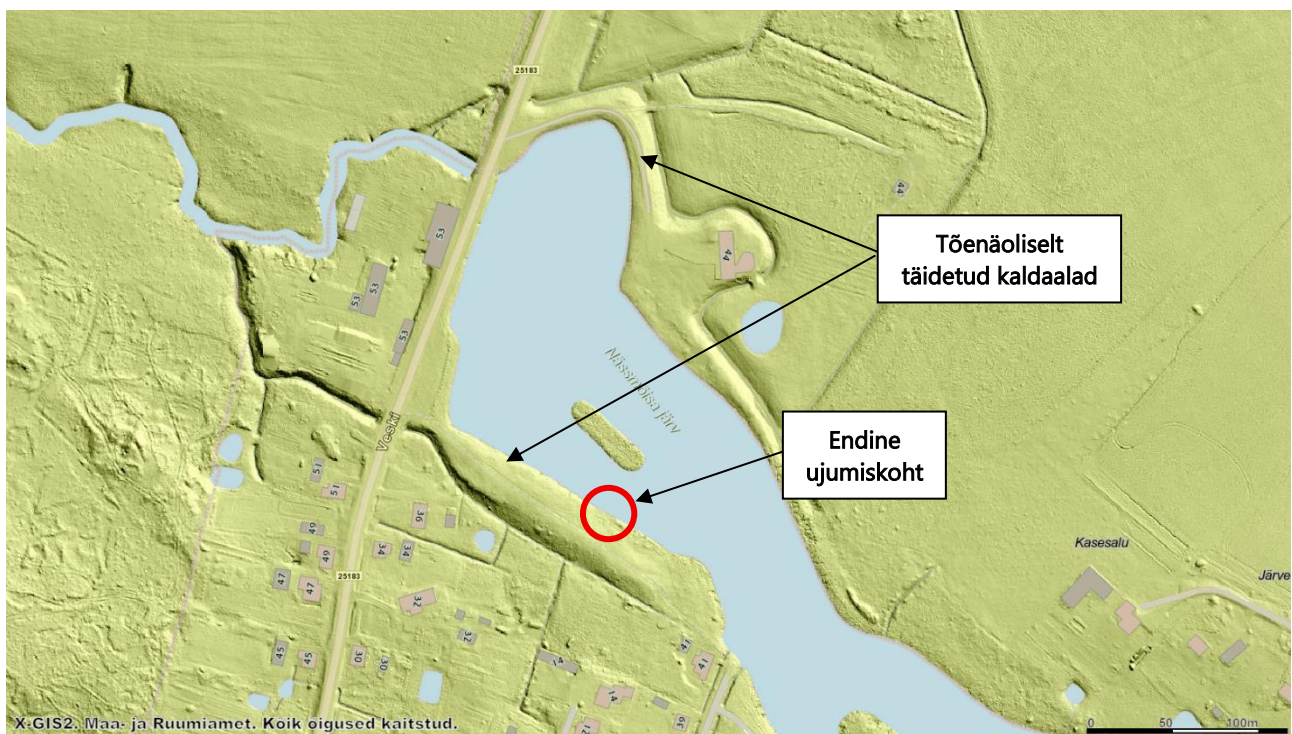 25183
44
53
Tõenäoliselt
täidetud kaldaalad
44
53
53
53
Nässmõisa järv
Veski
Endine
ujumiskoht
51
51
36
49
49
34
34
Kasesalu
47
47
25183
Järve
32
32
45
45
30
30
41
41
14
39
12
X-GIS2. Maa- ja Ruumiamet. Koik oigused kaitstud.
0 50 100m